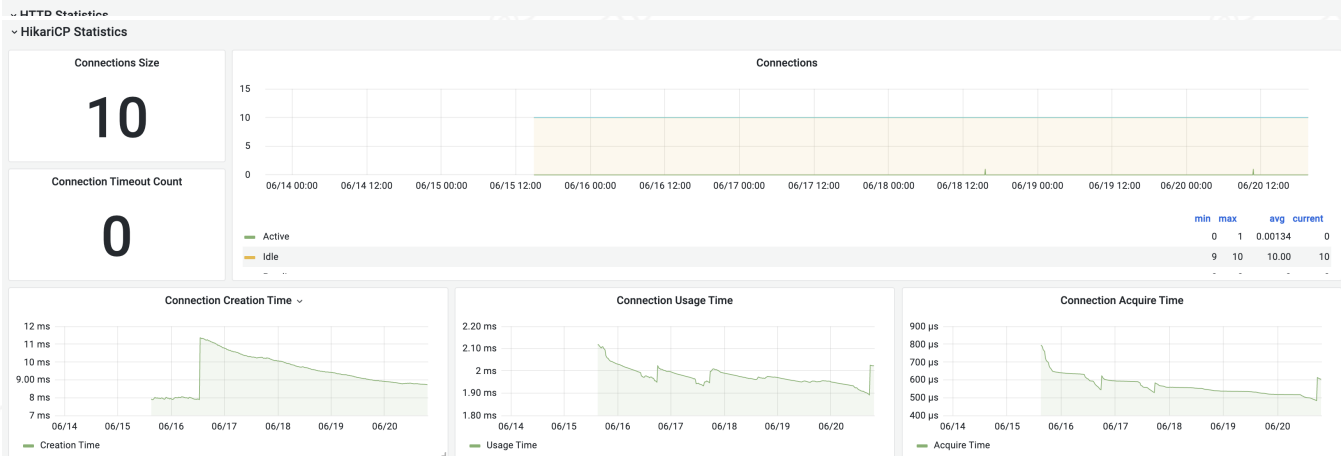 HTTP Statistics
HikariCP Statistics
Connections Size
10
Connection Timeout Count
0
Connections
15
10
5
0
06/14 00:00 06/14 12:00 06/15 00:00 06/15 12:00 06/16 00:00 06/16 12:00 06/17 00:00 06/17 12:00 06/18 00:00 06/18 12:00 06/19 00:00 06/19 12:00 06/20 00:00 06/20 12:00
min max avg current
Active 0 1 0.00134 0
Idle 9 10 10.00 10
Connection Creation Time
12 ms
11 ms
10 ms
9.00 ms
8 ms
7 ms
06/14 06/15 06/16 06/17 06/18 06/19 06/20
Creation Time
Connection Usage Time
2.20 ms
2.10 ms
2 ms
1.90 ms
1.80 ms
06/14 06/15 06/16 06/17 06/18 06/19 06/20
Usage Time
Connection Acquire Time
900 µs
800 µs
700 µs
600 µs
500 µs
400 µs
06/14 06/15 06/16 06/17 06/18 06/19 06/20
Acquire Time